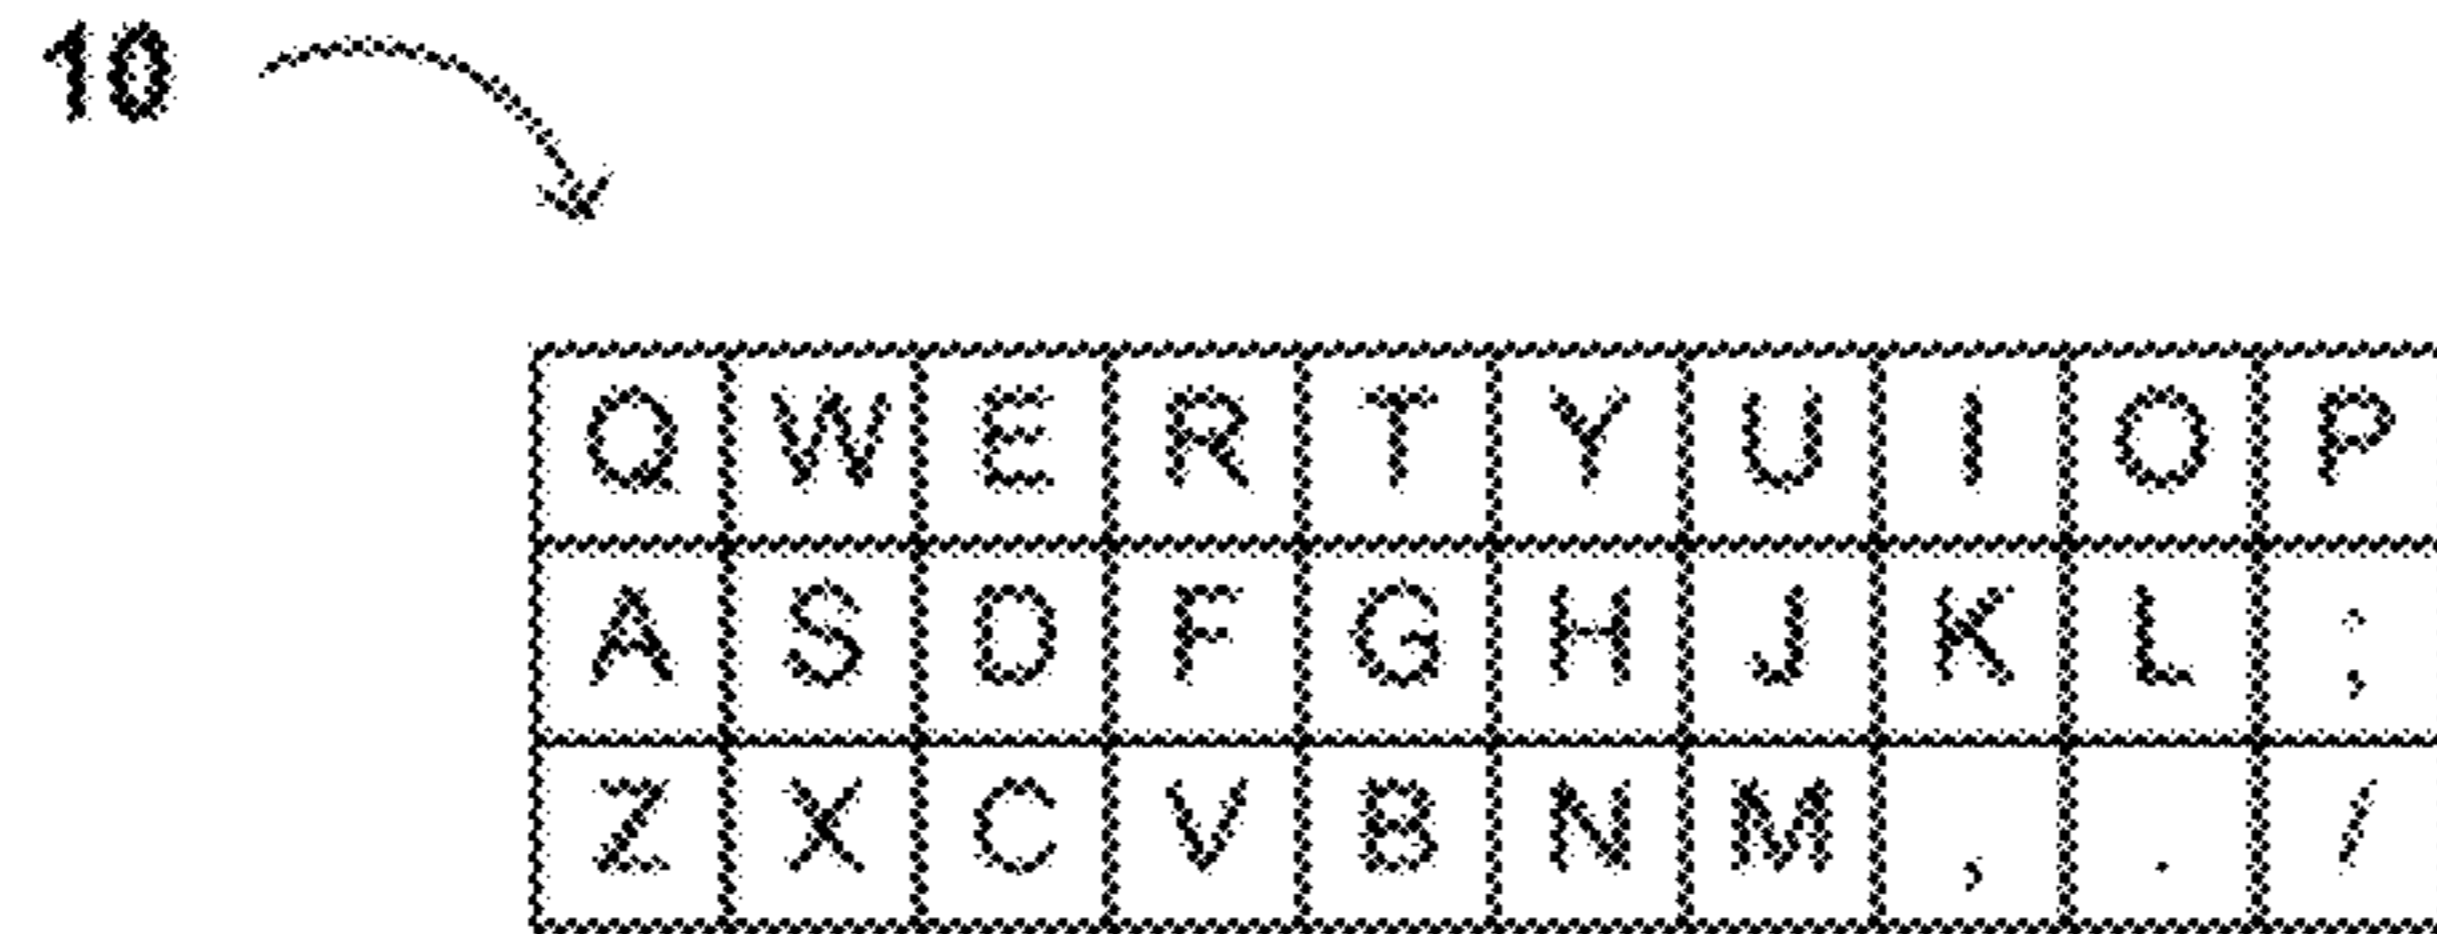 10
Q W E R T Y U I O P
A S D F G H J K L ;
Z X C V B N M , . /